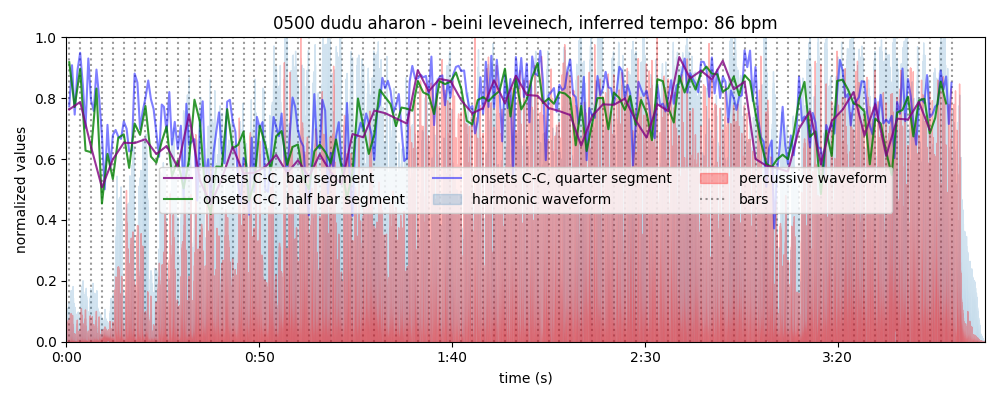 0500 dudu aharon - beini leveinech, inferred tempo: 86 bpm
normalized values
1.0
0.8
0.6
0.4
0.2
0.0
onsets C-C, bar segment
onsets C-C, half bar segment
onsets C-C, quarter segment
harmonic waveform
percussive waveform
bars
0:00 0:50 1:40 2:30 3:20
time (s)